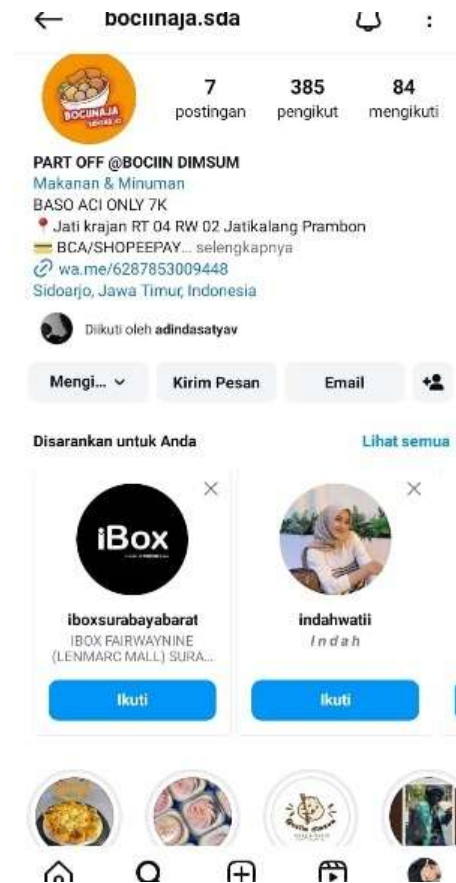 bociinaja.sda
BOCIINAJA
7
postingan
385
pengikut
84
mengikuti
PART OFF @BOCIIN DIMSUM
Makanan & Minuman
BASO ACI ONLY 7K
📍 Jati krajan RT 04 RW 02 Jatikalang Prambon
💳 BCA/SHOPEEPAY... selengkapnya
wa.me/6287853009448
Sidoarjo, Jawa Timur, Indonesia
Diikuti oleh adindasatyav
Mengi...
Kirim Pesan
Email
Disarankan untuk Anda
Lihat semua
iBox
iboxsurabayabarat
IBOX FAIRWAYNINE
(LENMARC MALL) SURA...
Ikuti
indahwatii
Indah
Ikuti